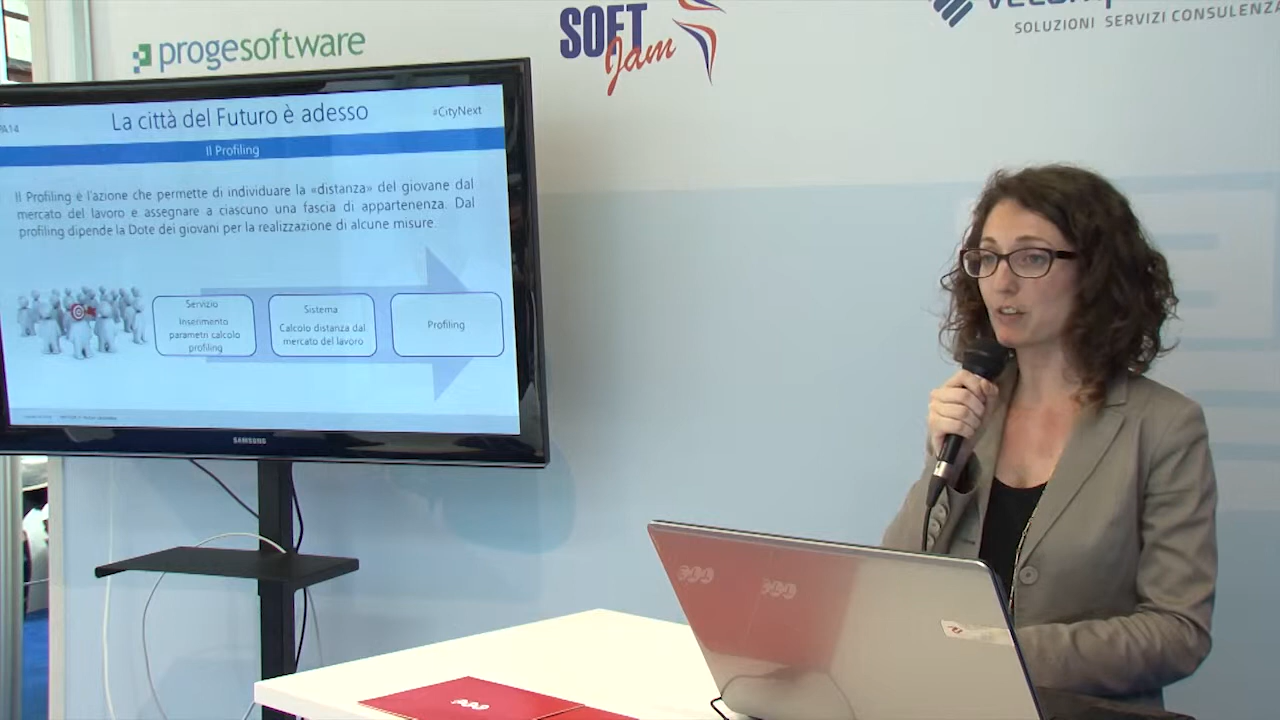 progesoftware
SOFT
Jam
SOLUZIONI SERVIZI CONSULENZA
La città del Futuro è adesso
#CityNext
Il Profiling
Il Profiling è l'azione che permette di individuare la «distanza» del giovane dal
mercato del lavoro e assegnare a ciascuno una fascia di appartenenza. Dal
profiling dipende la Dote dei giovani per la realizzazione di alcune misure.
Servizio
Inserimento
parametri calcolo
profiling
Sistema
Calcolo distanza dal
mercato del lavoro
Profiling
SAMSUNG